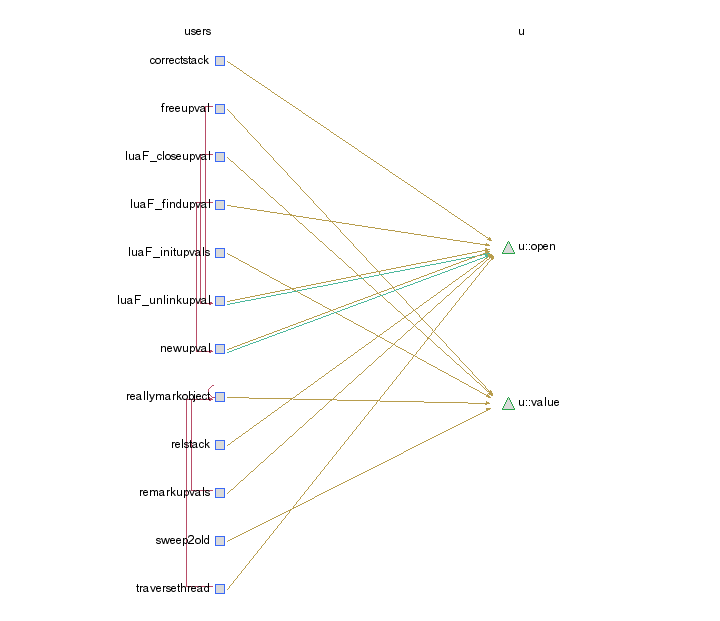 users
u
correctstack
freeupval
luaF_closeupval
luaF_findupval
luaF_initupvals
luaF_unlinkupval
newupval
reallymarkobject
relstack
remarkupvals
sweep2old
traversethread
u::open
u::value